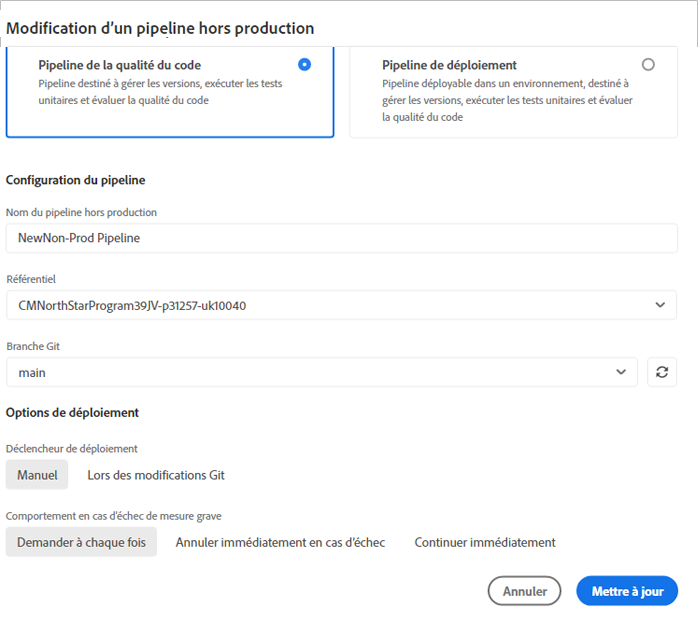 Modification d'un pipeline hors production
Pipeline de la qualité du code
Pipeline destiné à gérer les versions, exécuter les tests
unitaires et évaluer la qualité du code
Pipeline de déploiement
Pipeline déployable dans un environnement, destiné à
gérer les versions, exécuter les tests unitaires et évaluer
la qualité du code
Configuration du pipeline
Nom du pipeline hors production
NewNon-Prod Pipeline
Référentiel
CMNorthStarProgram39JV-p31257-uk10040
Branche Git
main
Options de déploiement
Déclencheur de déploiement
Manuel Lors des modifications Git
Comportement en cas d'échec de mesure grave
Demander à chaque fois Annuler immédiatement en cas d'échec Continuer immédiatement
Annuler Mettre à jour